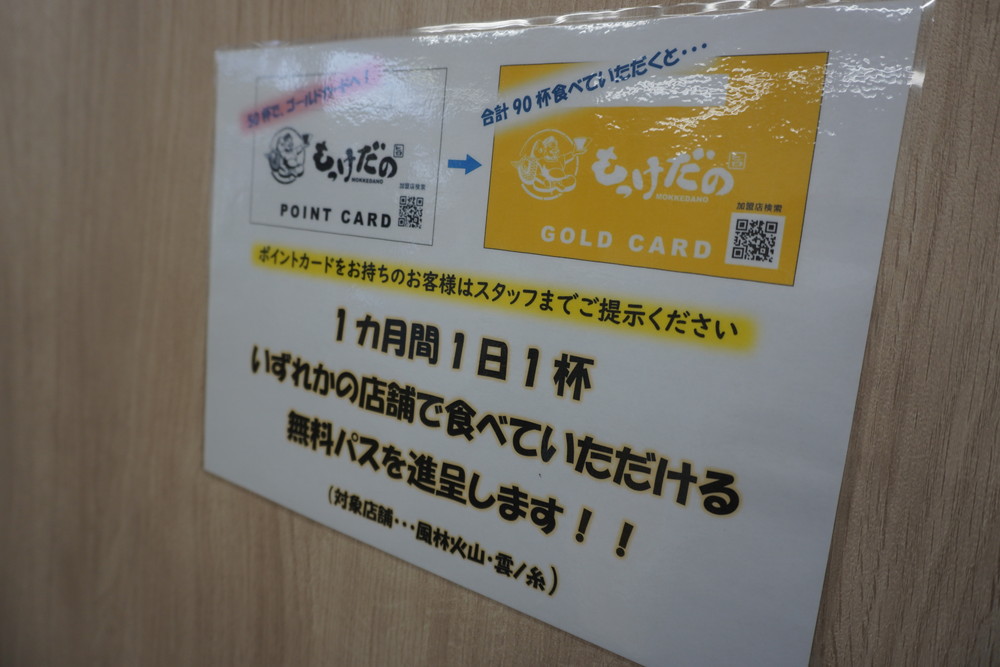 50杯で、ゴールドカードへ！
もっけだの
MOKKEDANO
加盟店検索
POINT CARD
合計90杯食べていただくと・・・
もっけだの
MOKKEDANO
加盟店検索
GOLD CARD
ポイントカードをお持ちのお客様はスタッフまでご提示ください
１カ月間１日１杯
いずれかの店舗で食べていただける
無料パスを進呈します！！
（対象店舗・・・風林火山・雲ノ糸）